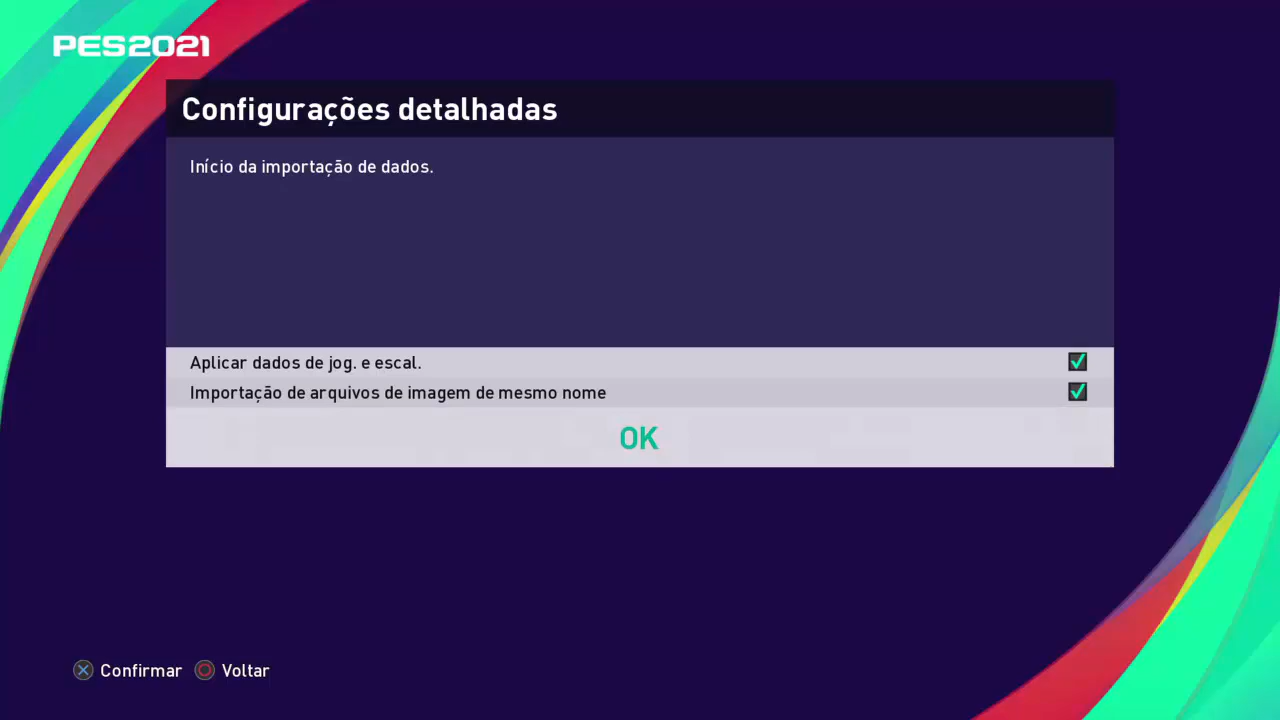 PES2021
Configurações detalhadas
Início da importação de dados.
Aplicar dados de jog. e escal.
Importação de arquivos de imagem de mesmo nome
OK
Confirmar Voltar